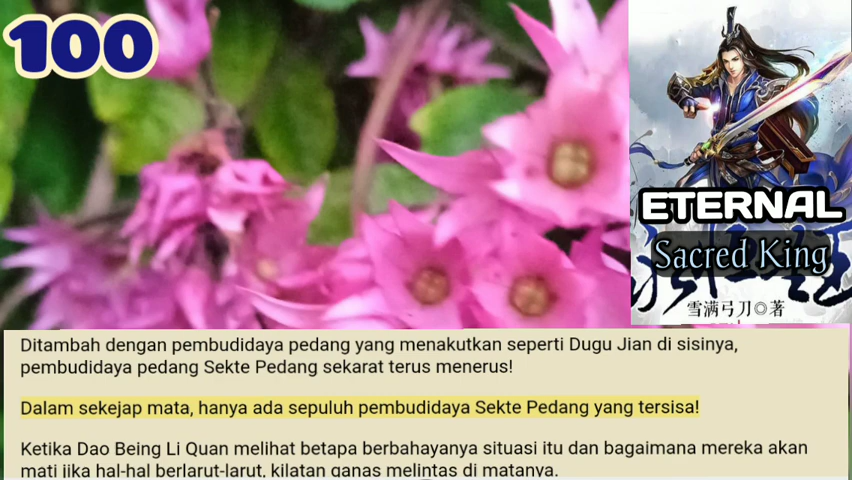 100
ETERNAL
Sacred King
雪满弓刀◎著
Ditambah dengan pembudidaya pedang yang menakutkan seperti Dugu Jian di sisinya,
pembudidaya pedang Sekte Pedang sekarat terus menerus!
Dalam sekejap mata, hanya ada sepuluh pembudidaya Sekte Pedang yang tersisa!
Ketika Dao Being Li Quan melihat betapa berbahayanya situasi itu dan bagaimana mereka akan
mati jika hal-hal berlarut-larut, kilatan ganas melintas di matanya.